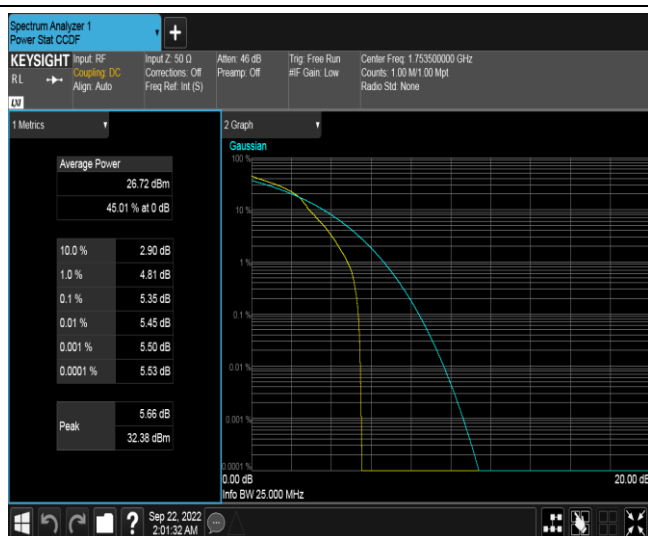 Spectrum Analyzer 1
Power Stat CCDF
+
KEYSIGHT
RL
LXI
Input: RF
Coupling: DC
Align: Auto
Input Z: 50 Ω
Corrections: Off
Freq Ref: Int (S)
Atten: 46 dB
Preamp: Off
Trig: Free Run
#IF Gain: Low
Center Freq: 1.753500000 GHz
Counts: 1.00 M/1.00 Mpt
Radio Std: None
1 Metrics
Average Power
26.72 dBm
45.01 % at 0 dB
10.0 % 2.90 dB
1.0 % 4.81 dB
0.1 % 5.35 dB
0.01 % 5.45 dB
0.001 % 5.50 dB
0.0001 % 5.53 dB
Peak
5.66 dB
32.38 dBm
2 Graph
Gaussian
100 %
10 %
1 %
0.1 %
0.01 %
0.001 %
0.0001 %
0.00 dB
20.00 dB
Info BW 25.000 MHz
?
Sep 22, 2022
2:01:32 AM